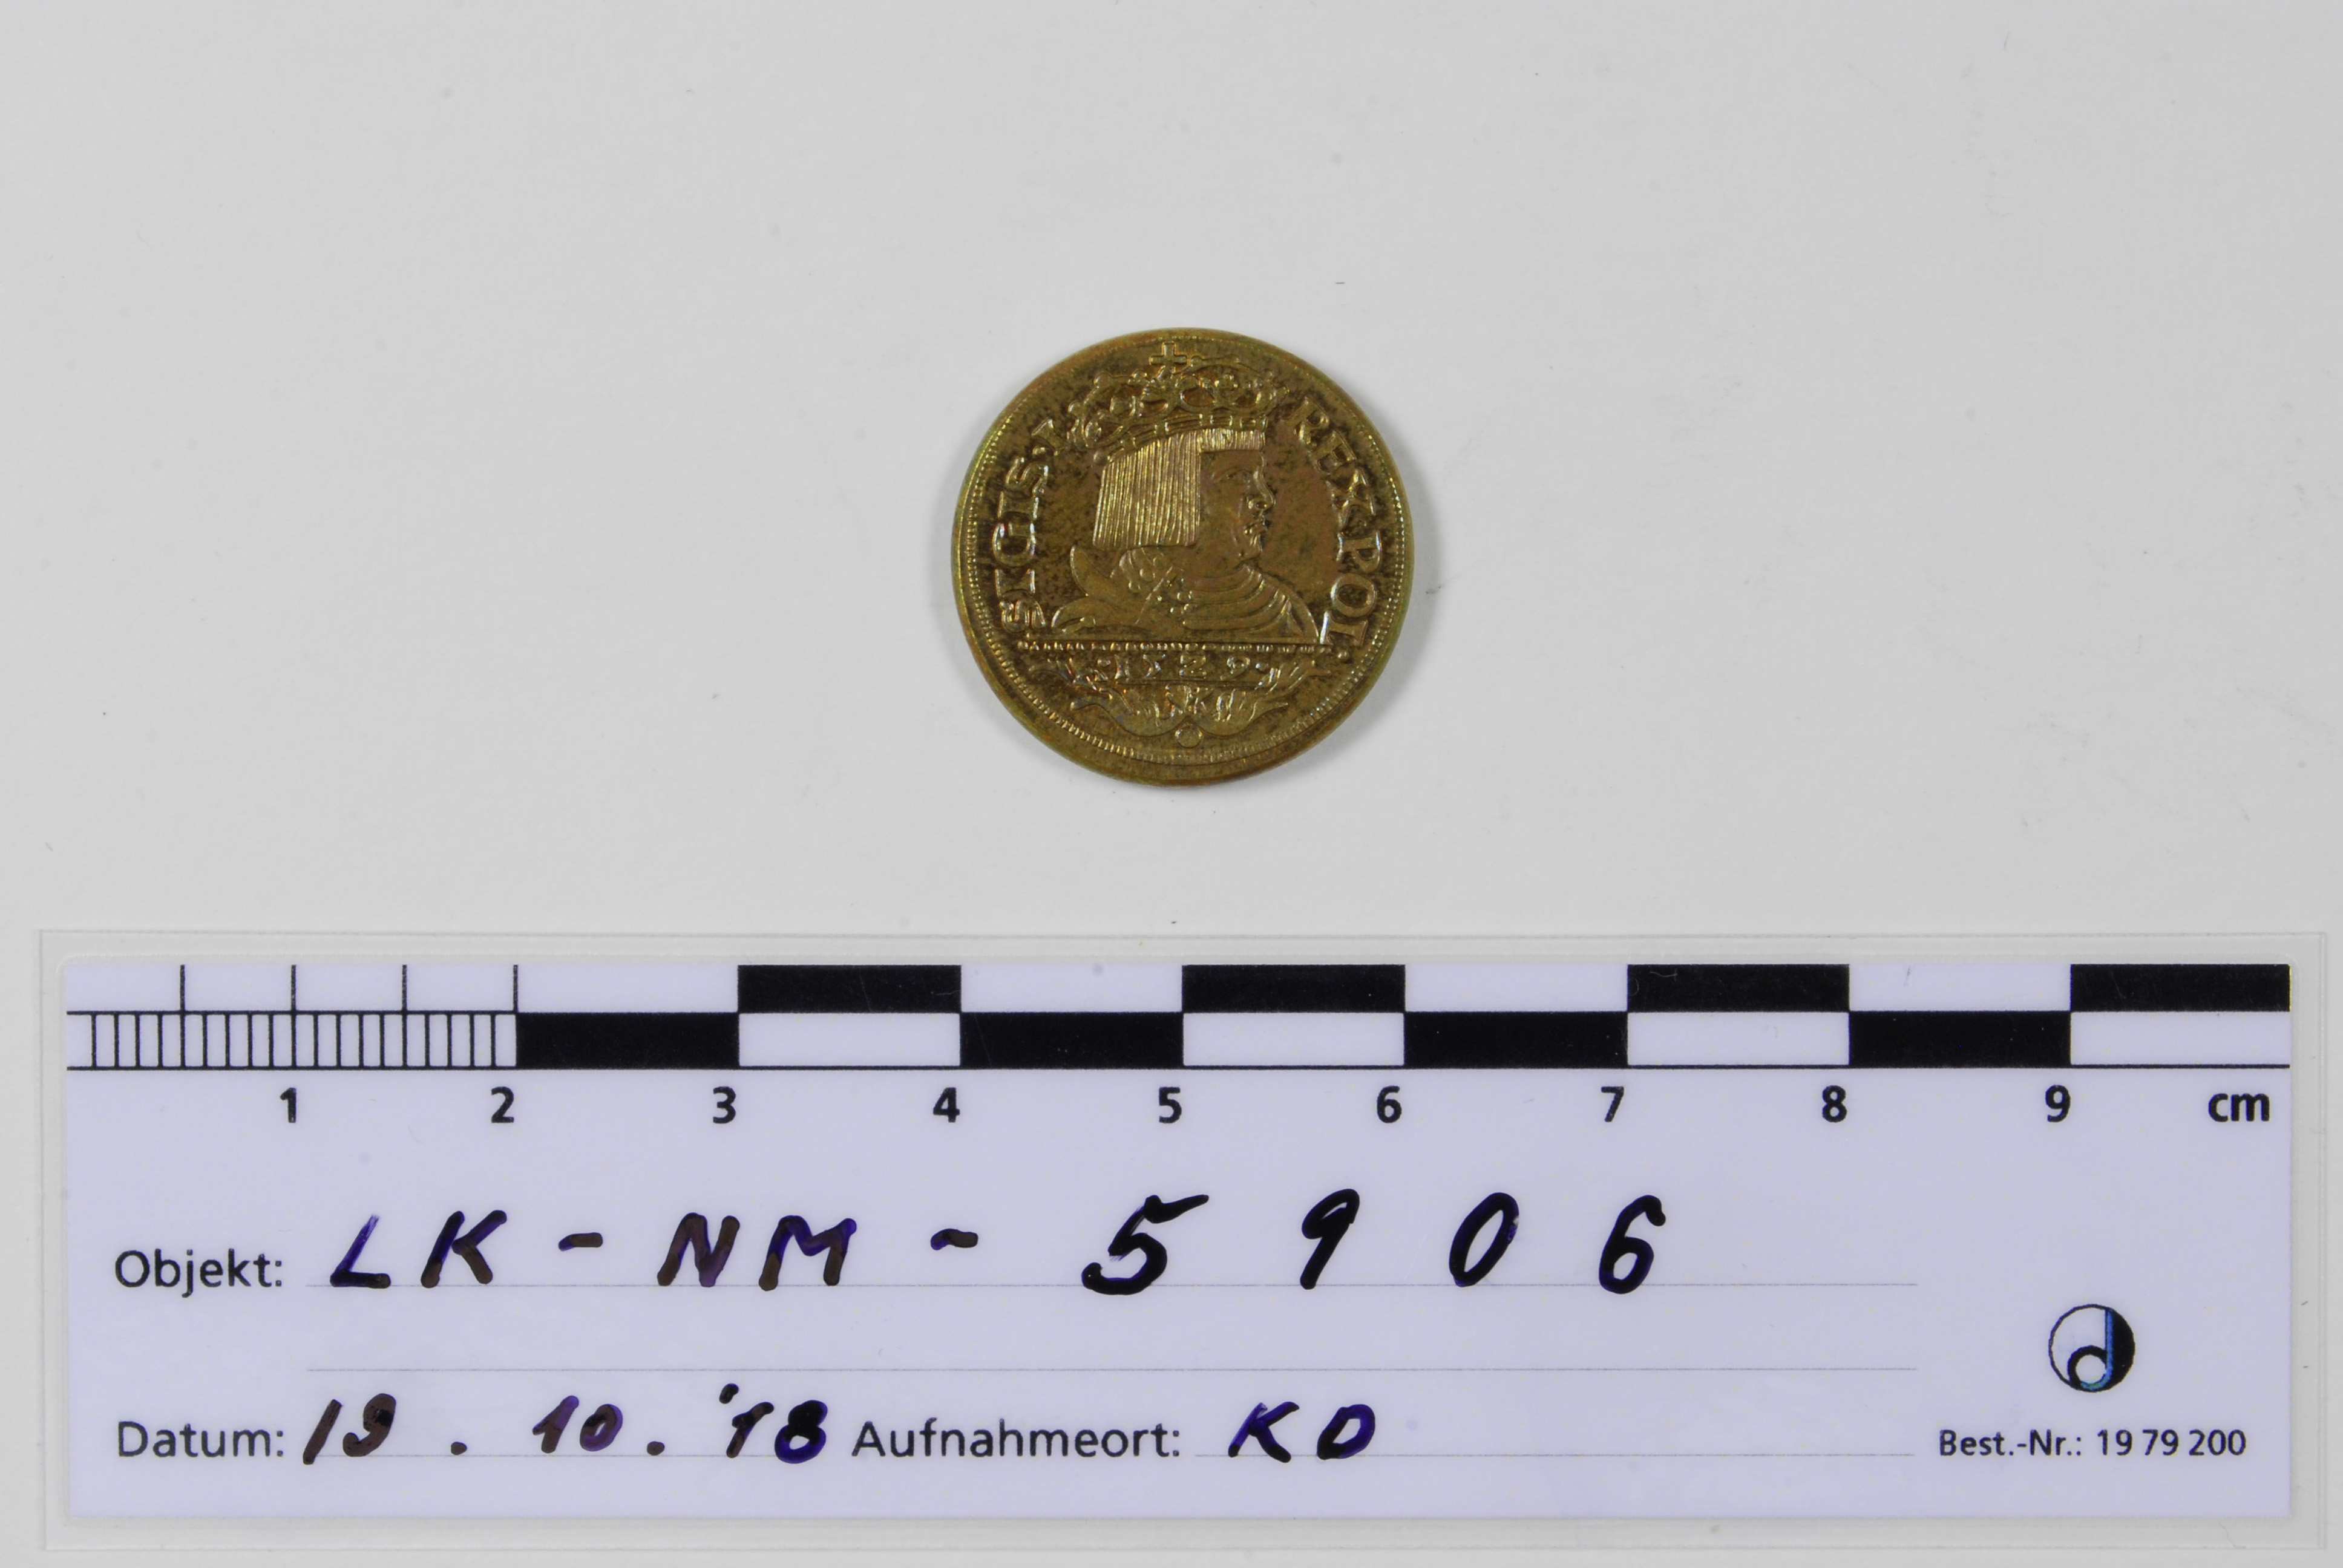 SIGIS. I REX POL.
1529
1 2 3 4 5 6 7 8 9 cm
Objekt: LK-NM-5906
Datum: 19.10.'18 Aufnahmeort: KD
Best.-Nr.: 19 79 200